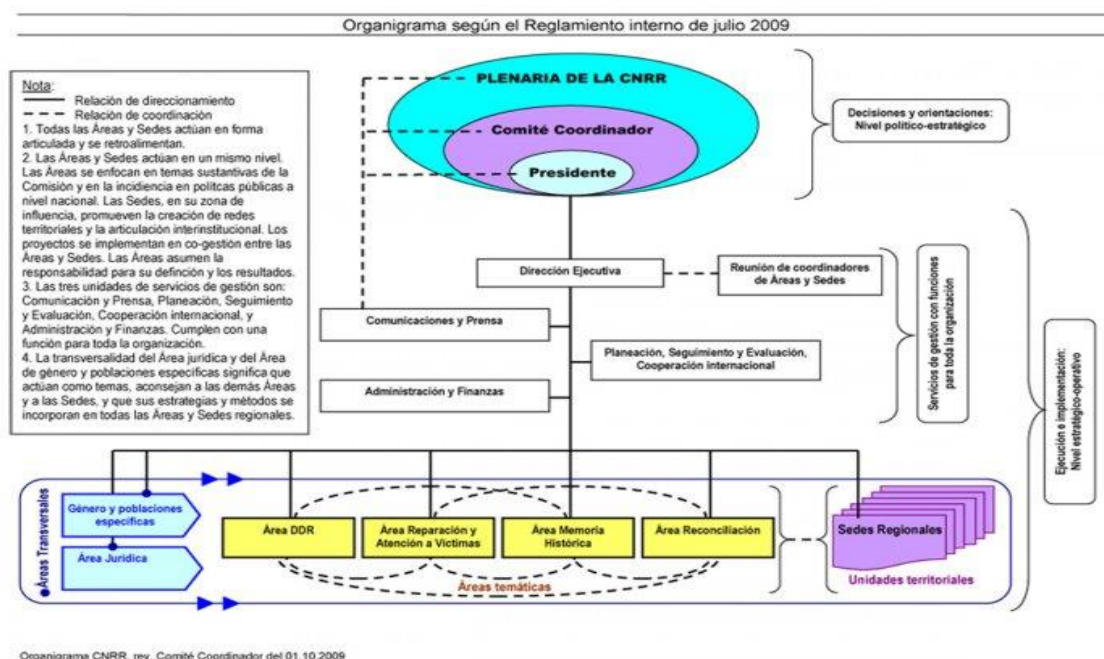 Organigrama según el Reglamento interno de julio 2009
Nota:
Relación de direccionamiento
Relación de coordinación
1. Todas las Áreas y Sedes actúan en forma
articulada y se retroalimentan.
2. Las Áreas y Sedes actúan en un mismo nivel.
Las Áreas se enfocan en temas sustantivas de la
Comisión y en la incidiencia en polítcas públicas a
nivel nacional. Las Sedes, en su zona de
influencia, promueven la creación de redes
territoriales y la articulación interinstitucional. Los
proyectos se implementan en co-gestión entre las
Áreas y Sedes. Las Áreas asumen la
responsabilidad para su definción y los resultados.
3. Las tres unidades de servicios de gestión son:
Comunicación y Prensa, Planeación, Seguimiento
y Evaluación, Cooperación internacional, y
Administración y Finanzas. Cumplen con una
función para toda la organización.
4. La transversalidad del Área jurídica y del Área
de género y poblaciones específicas significa que
actúan como temas, aconsejan a las demás Áreas
y a las Sedes, y que sus estrategias y métodos se
incorporan en todas las Áreas y Sedes regionales.
PLENARIA DE LA CNRR
Comité Coordinador
Presidente
Decisiones y orientaciones:
Nivel político-estratégico
Dirección Ejecutiva
Reunión de coordinadores
de Áreas y Sedes
Comunicaciones y Prensa
Planeación, Seguimiento y Evaluación,
Cooperación internacional
Administración y Finanzas
Servicios de gestión con funciones
para toda la organización
Ejecución e implementación:
Nivel estratégico-operativo
Áreas Transversales
Género y poblaciones
específicas
Área Jurídica
Área DDR
Área Reparación y
Atención a Víctimas
Área Memoria
Histórica
Área Reconciliación
Áreas temáticas
Sedes Regionales
Unidades territoriales
Organigrama CNRR, rev. Comité Coordinador del 01.10.2009